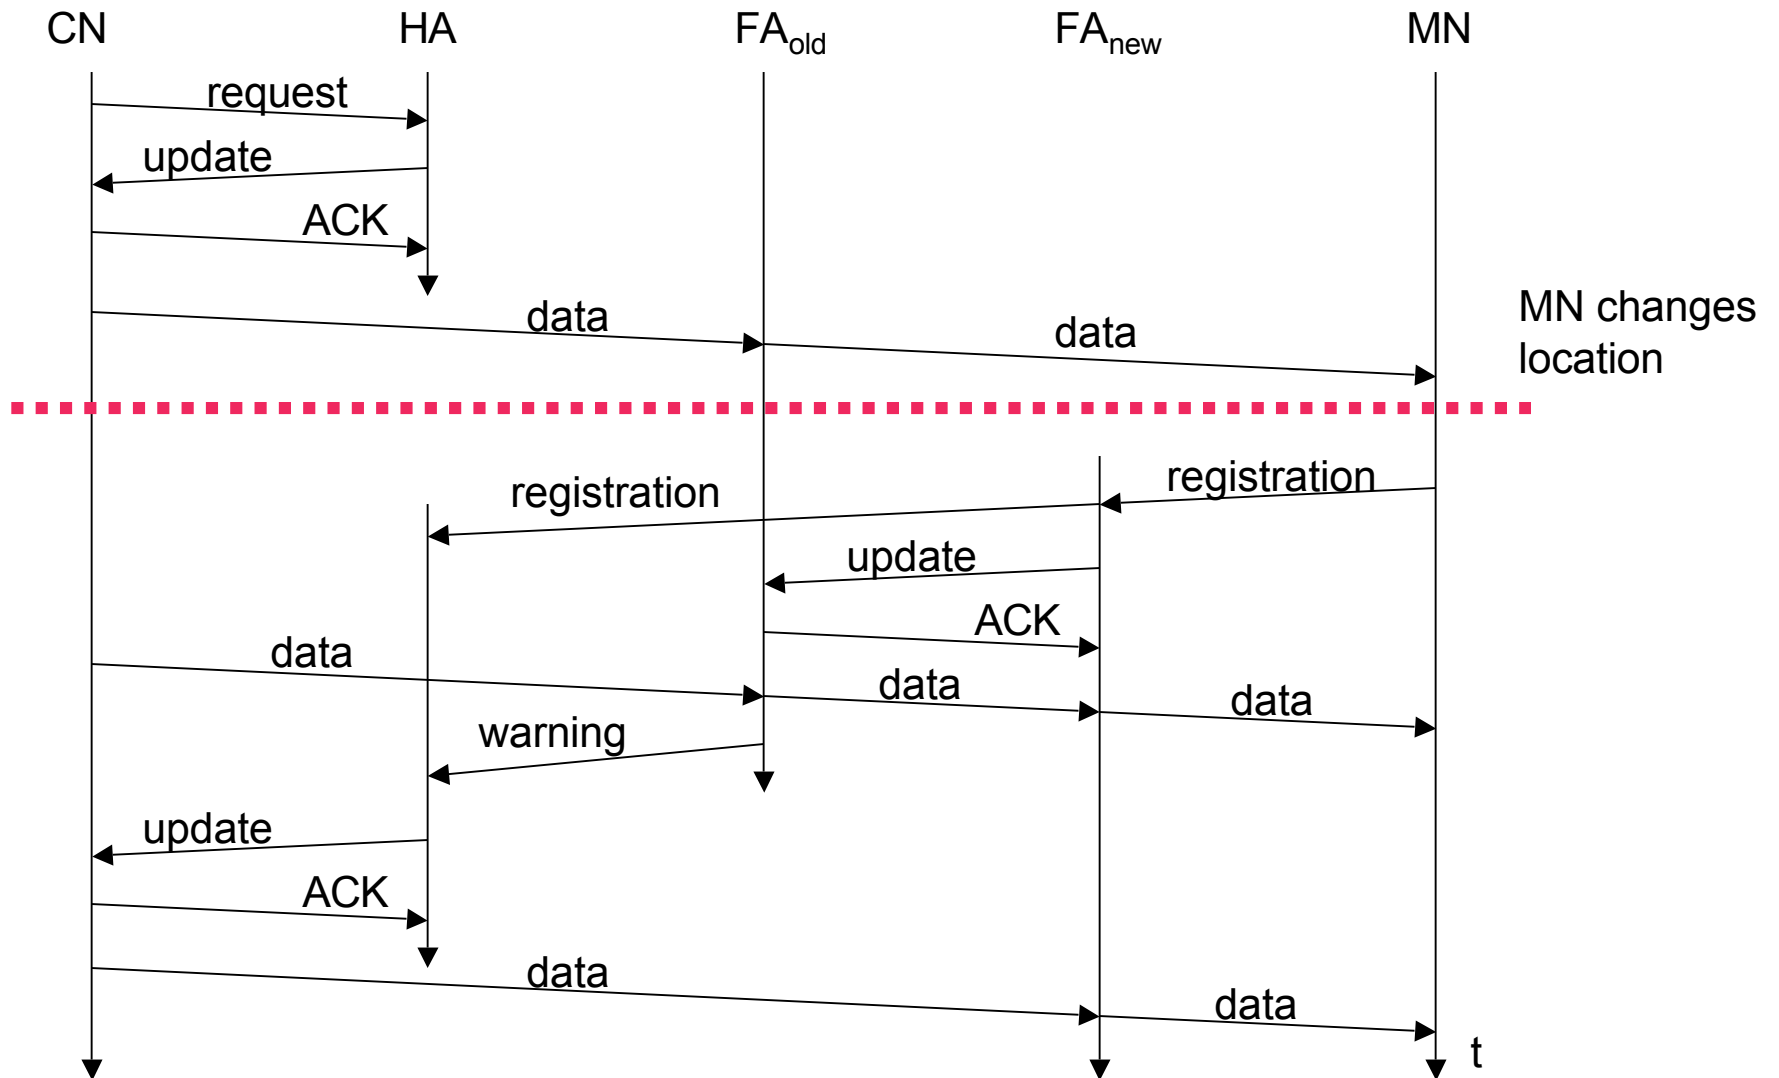 CN HA FAold FAnew MN
request
update
ACK
data
data
MN changes
location
registration
registration
update
ACK
data
data
data
warning
update
ACK
data
data
t